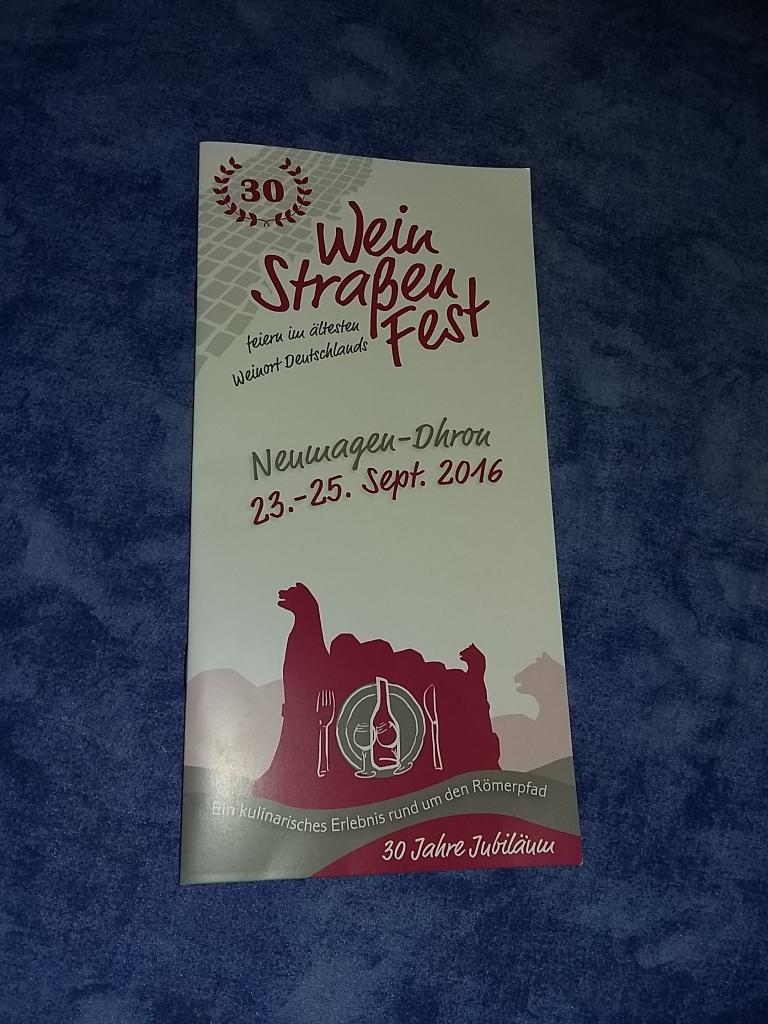 30
Wein
Straßen
Fest
feiern im ältesten
Weinort Deutschlands
Neumagen-Dhron
23.-25. Sept. 2016
Ein kulinarisches Erlebnis rund um den Römerpfad
30 Jahre Jubiläum